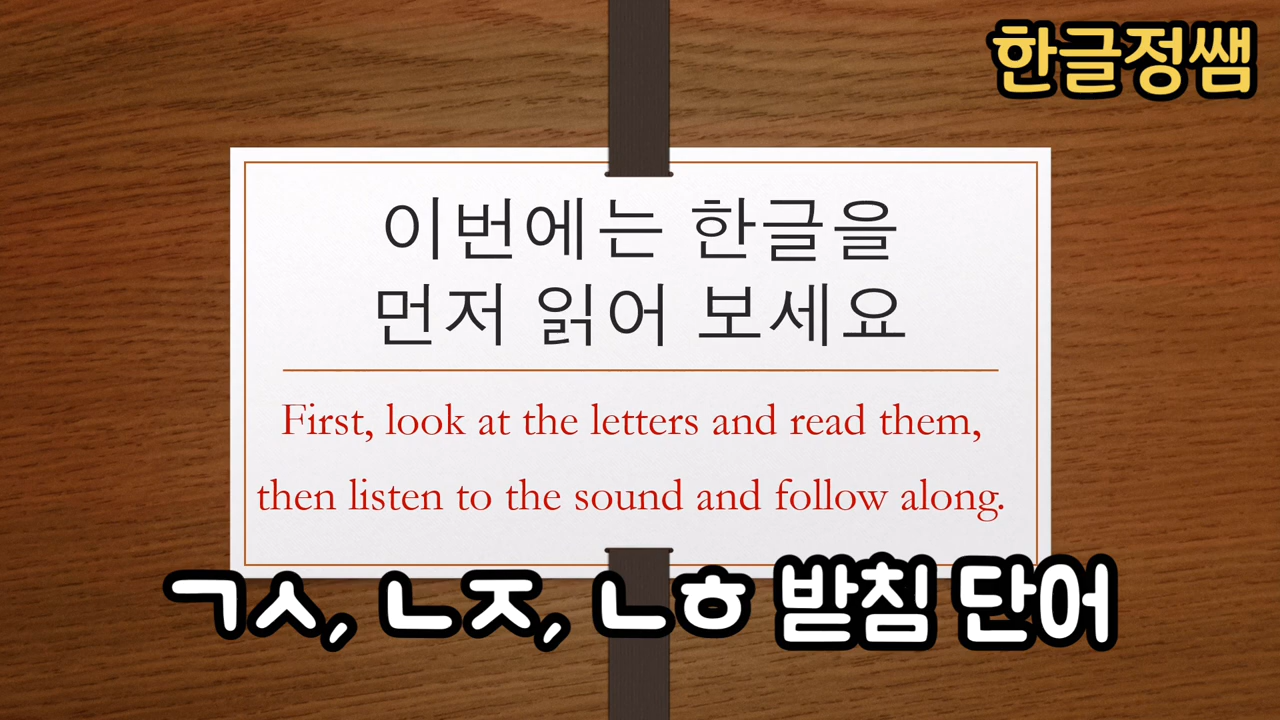 한글정쌤
이번에는 한글을
먼저 읽어 보세요
First, look at the letters and read them,
then listen to the sound and follow along.
ㄱㅅ, ㄴㅈ, ㄴㅎ 받침 단어